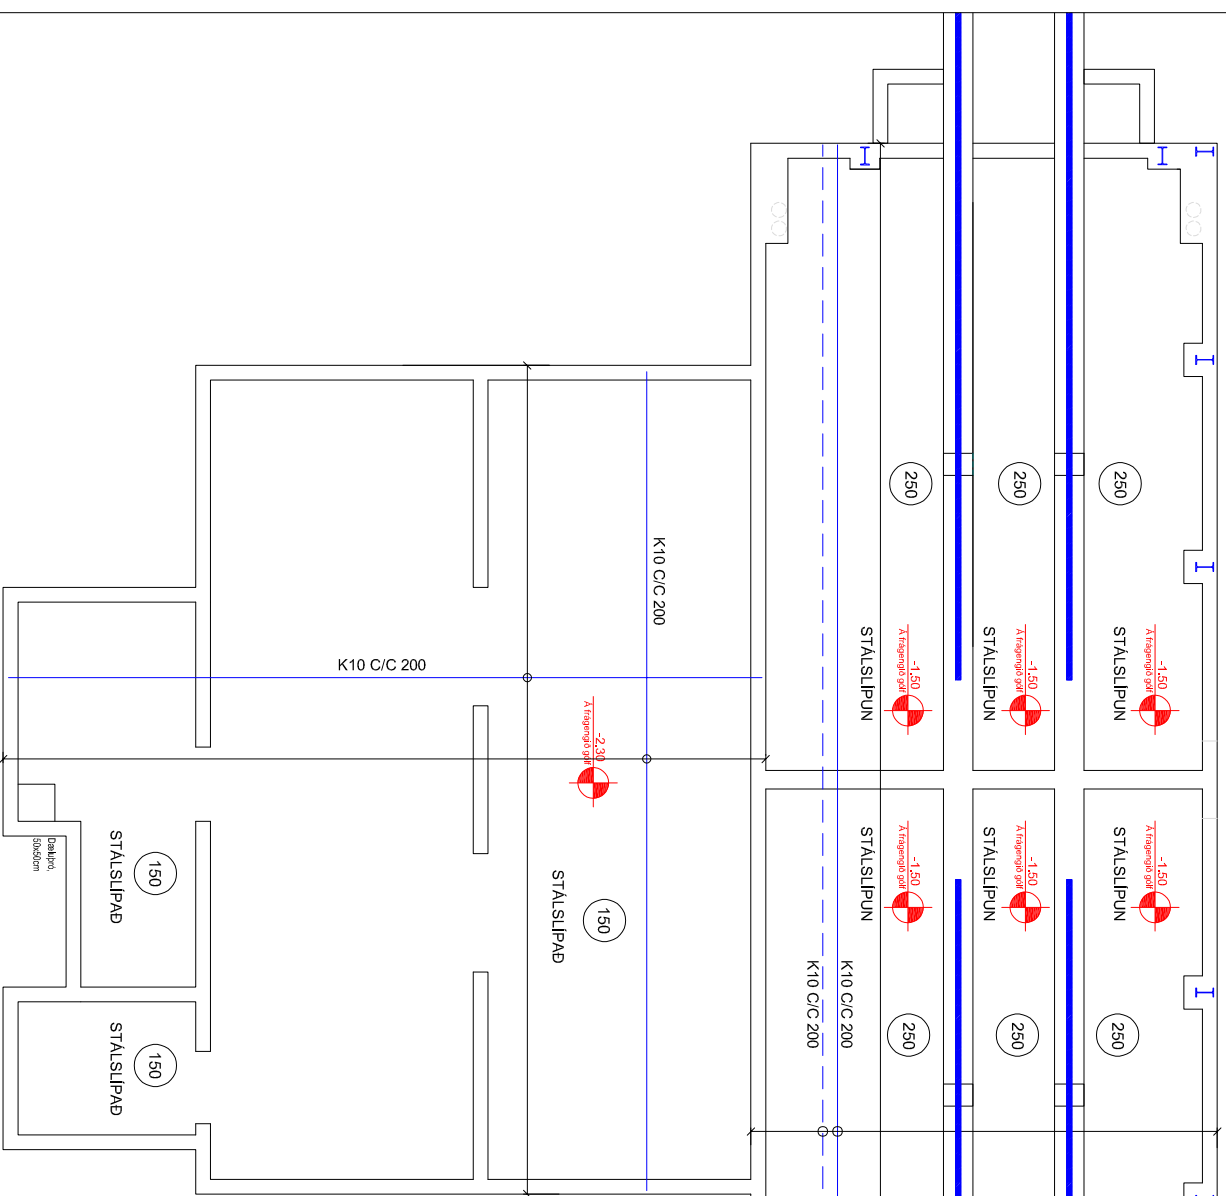 250
250
250
K10 C/C 200
K10 C/C 200
STÁLSLÍPUN
-1.50
Á frágengið gólf
STÁLSLÍPUN
-1.50
Á frágengið gólf
STÁLSLÍPUN
-1.50
Á frágengið gólf
-2.30
Á frágengið gólf
STÁLSLÍPUN
-1.50
Á frágengið gólf
STÁLSLÍPUN
-1.50
Á frágengið gólf
STÁLSLÍPUN
-1.50
Á frágengið gólf
Dæluþró,
50x50cm
STÁLSLÍPAÐ
150
STÁLSLÍPAÐ
150
K10 C/C 200
K10 C/C 200
250
250
250
STÁLSLÍPAÐ
150